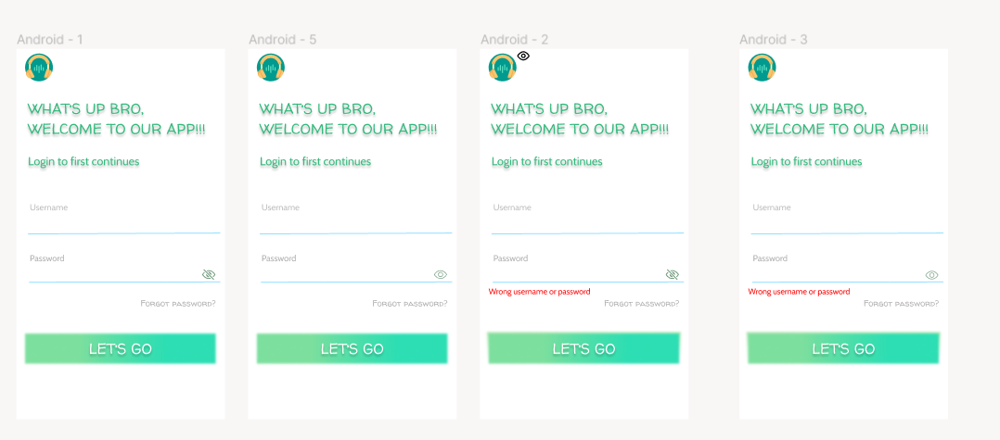 Android - 1
WHAT'S UP BRO,
WELCOME TO OUR APP!!!
Login to first continues
Username
Password
Forgot password?
LET'S GO
Android - 5
WHAT'S UP BRO,
WELCOME TO OUR APP!!!
Login to first continues
Username
Password
Forgot password?
LET'S GO
Android - 2
WHAT'S UP BRO,
WELCOME TO OUR APP!!!
Login to first continues
Username
Password
Wrong username or password
Forgot password?
LET'S GO
Android - 3
WHAT'S UP BRO,
WELCOME TO OUR APP!!!
Login to first continues
Username
Password
Wrong username or password
Forgot password?
LET'S GO